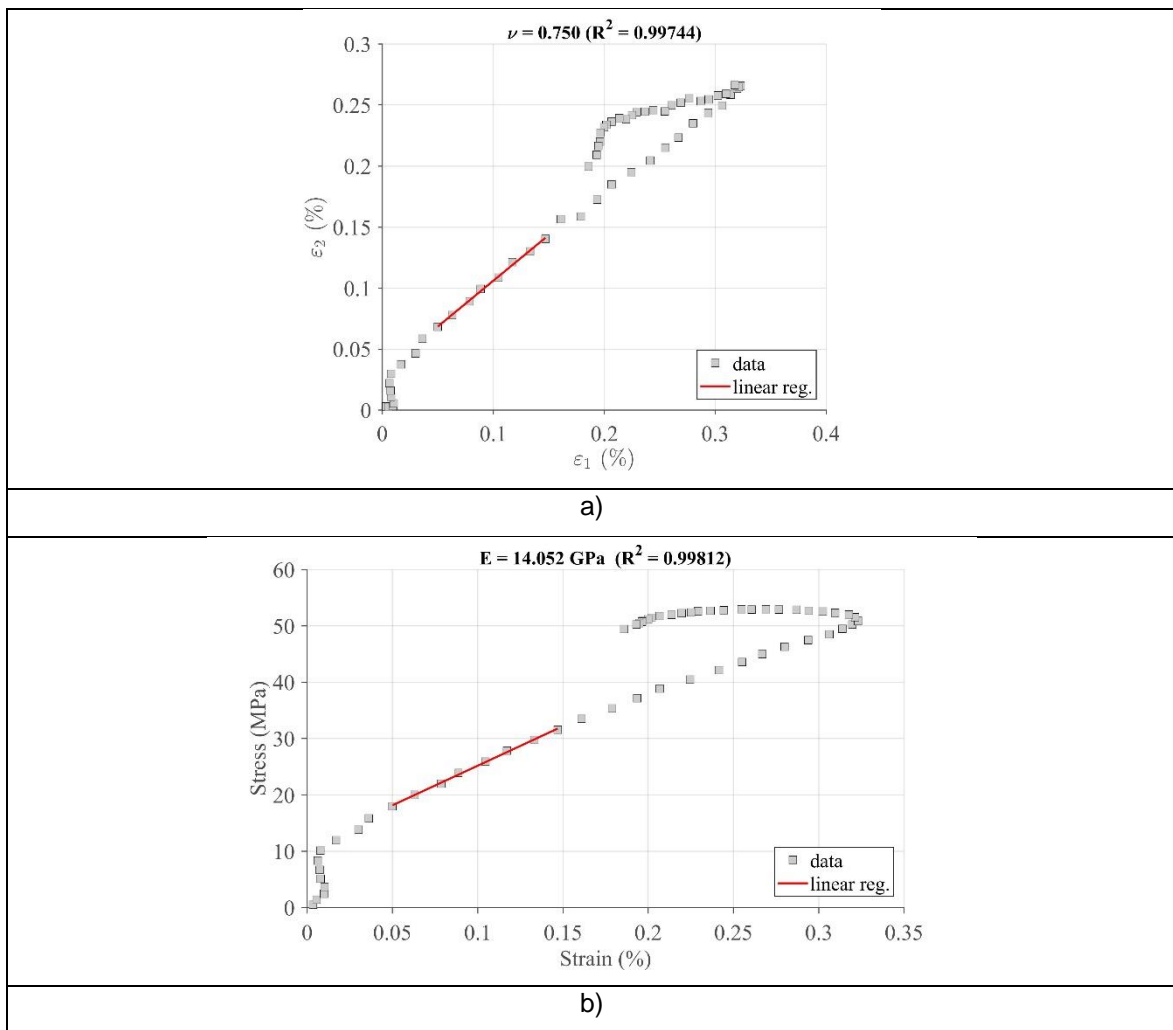 ν = 0.750 (R² = 0.99744)
0.3
0.25
0.2
0.15
0.1
0.05
0
ε₂ (%)
data
linear reg.
0 0.1 0.2 0.3 0.4
ε₁ (%)
a)
E = 14.052 GPa (R² = 0.99812)
60
50
40
30
20
10
0
Stress (MPa)
data
linear reg.
0 0.05 0.1 0.15 0.2 0.25 0.3 0.35
Strain (%)
b)